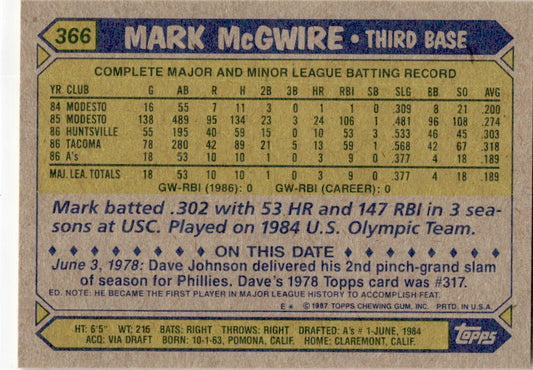 366 MARK McGWIRE • THIRD BASE
COMPLETE MAJOR AND MINOR LEAGUE BATTING RECORD
YR. CLUB G AB R H 2B 3B HR RBI SB SLG BB SO AVG
84 MODESTO 16 55 7 11 3 0 1 1 0 .309 8 21 .200
85 MODESTO 138 489 95 134 23 3 24 106 1 .481 96 108 .274
86 HUNTSVILLE 55 195 40 59 15 0 10 53 3 .533 46 45 .303
86 TACOMA 78 280 42 89 21 5 13 59 1 .568 42 67 .318
86 A's 18 53 10 10 1 0 3 9 0 .377 4 18 .189
MAJ. LEA. TOTALS 18 53 10 10 1 0 3 9 0 .377 4 18 .189
GW-RBI (1986): 0 GW-RBI (CAREER): 0
Mark batted .302 with 53 HR and 147 RBI in 3 sea-
sons at USC. Played on 1984 U.S. Olympic Team.
ON THIS DATE
June 3, 1978: Dave Johnson delivered his 2nd pinch-grand slam
of season for Phillies. Dave's 1978 Topps card was #317.
ED. NOTE: HE BECAME THE FIRST PLAYER IN MAJOR LEAGUE HISTORY TO ACCOMPLISH FEAT.
E* © 1987 TOPPS CHEWING GUM, INC. PRTD. IN U.S.A.
HT: 6'5" WT: 216 BATS: RIGHT THROWS: RIGHT DRAFTED: A's #1-JUNE, 1984
ACQ: VIA DRAFT BORN: 10-1-63, POMONA, CALIF. HOME: CLAREMONT, CALIF.
Topps